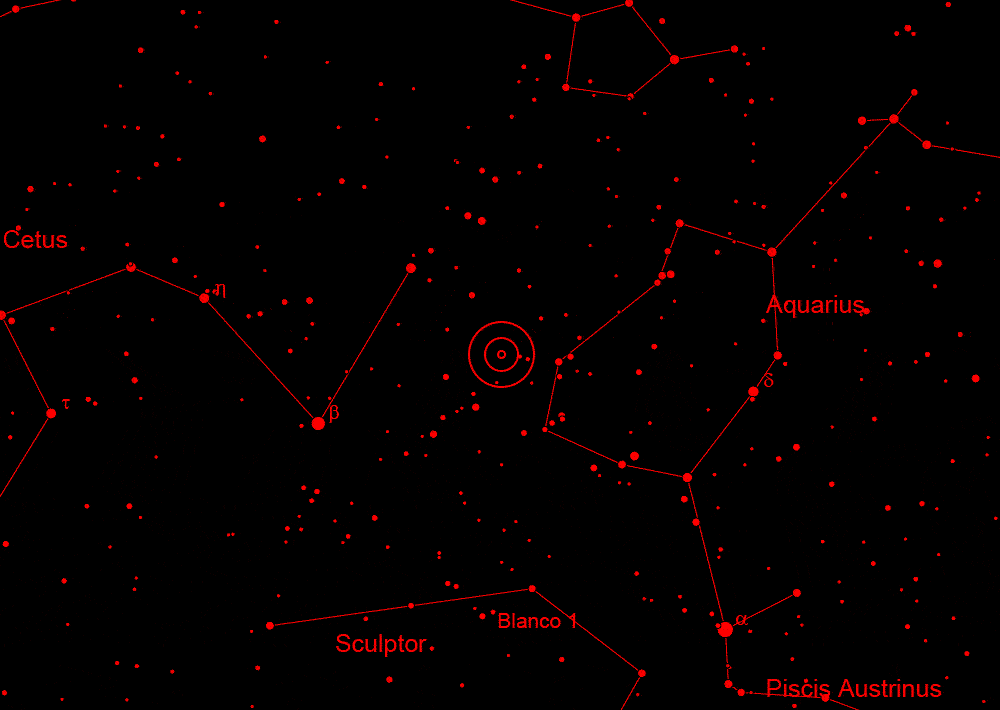 Cetus
η
Aquarius
δ
τ
β
Blanco 1
α
Sculptor
Piscis Austrinus